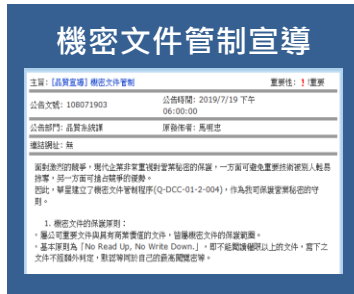 機密文件管制宣導
主旨：[品質宣導] 機密文件管制 重要性：！重要
公告文號：108071903 公告時間：2019/7/19 下午
06:00:00
公告部門：品質系統課 原發佈者：馬明忠
連結網址：無
面對激烈的競爭，現代企業非常重視對營業秘密的保護，一方面可避免重要技術被別人輕易
掠奪，另一方面可維持競爭的優勢。
因此，華星建立了機密文件管制程序(Q-DCC-01-2-004)，作為我司保護營業秘密的守
則。
1. 機密文件的保護原則：
◦屬公司重要文件與具有商業價值的文件，皆屬機密文件的保護範圍。
◦基本原則為「No Read Up, No Write Down.」，即不能閱讀權限以上的文件，寫下之
文件不經額外判定，默認等同於自己的最高閱覽密等。